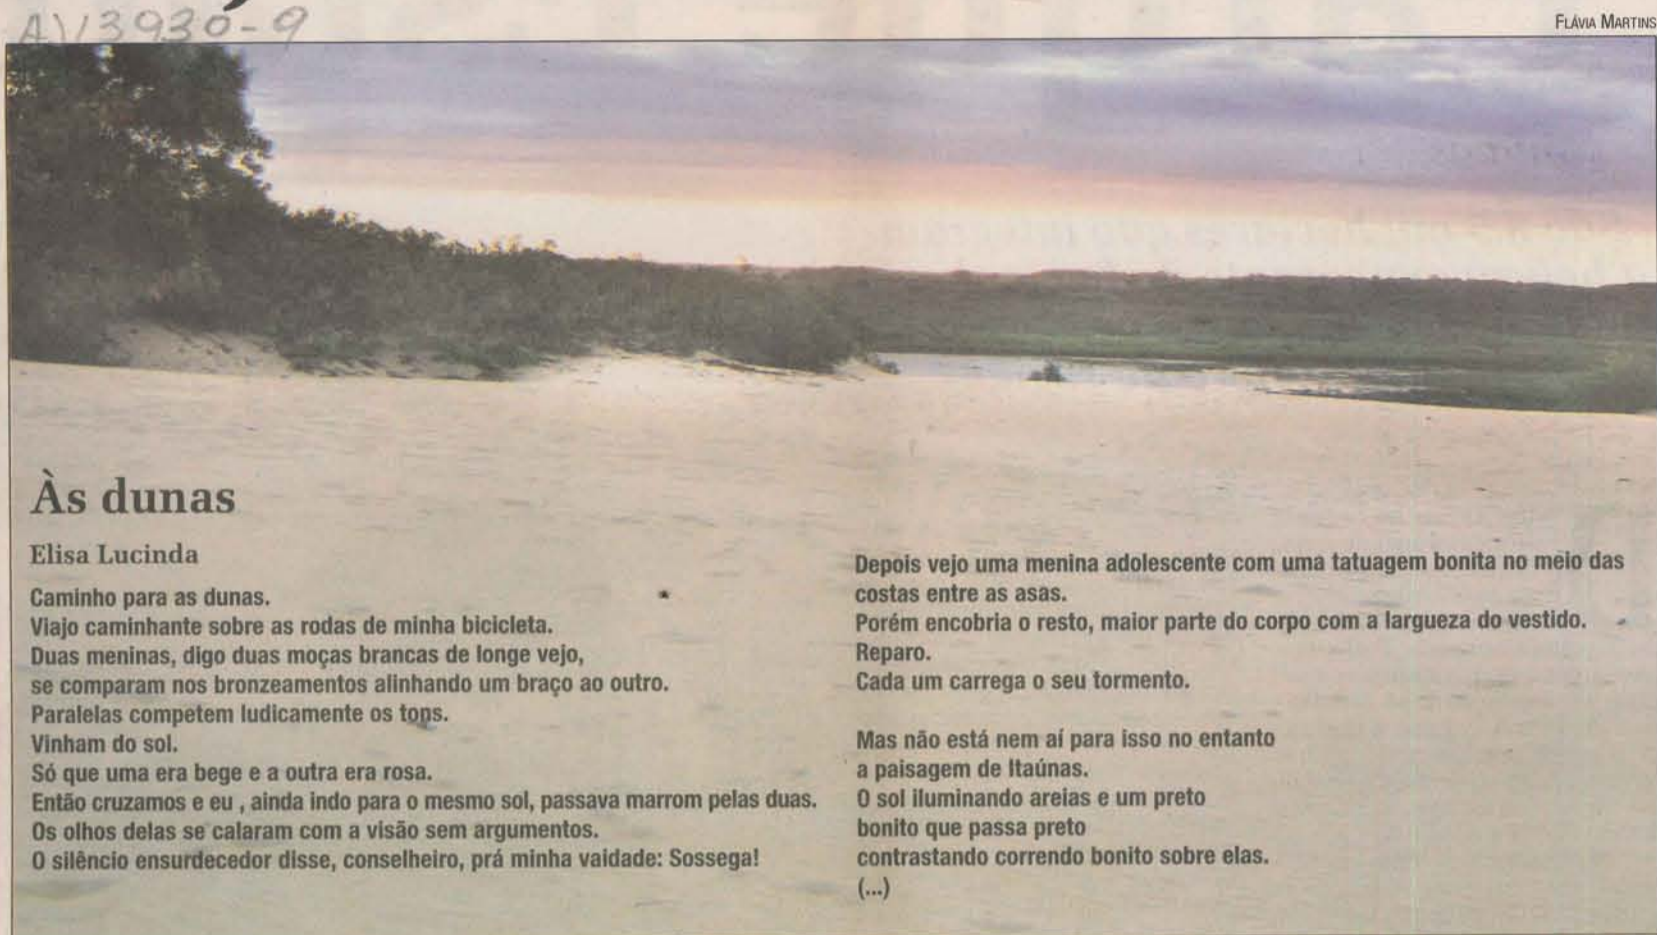 AV13930-9
FLÁVIA MARTINS
Às dunas
Elisa Lucinda
Caminho para as dunas.
Viajo caminhante sobre as rodas de minha bicicleta.
Duas meninas, digo duas moças brancas de longe vejo,
se comparam nos bronzeamentos alinhando um braço ao outro.
Paralelas competem ludicamente os tons.
Vinham do sol.
Só que uma era bege e a outra era rosa.
Então cruzamos e eu , ainda indo para o mesmo sol, passava marrom pelas duas.
Os olhos delas se calaram com a visão sem argumentos.
O silêncio ensurdecedor disse, conselheiro, prá minha vaidade: Sossega!
Depois vejo uma menina adolescente com uma tatuagem bonita no meio das
costas entre as asas.
Porém encobria o resto, maior parte do corpo com a largueza do vestido.
Reparo.
Cada um carrega o seu tormento.
Mas não está nem aí para isso no entanto
a paisagem de Itaúnas.
O sol iluminando areias e um preto
bonito que passa preto
contrastando correndo bonito sobre elas.
(...)